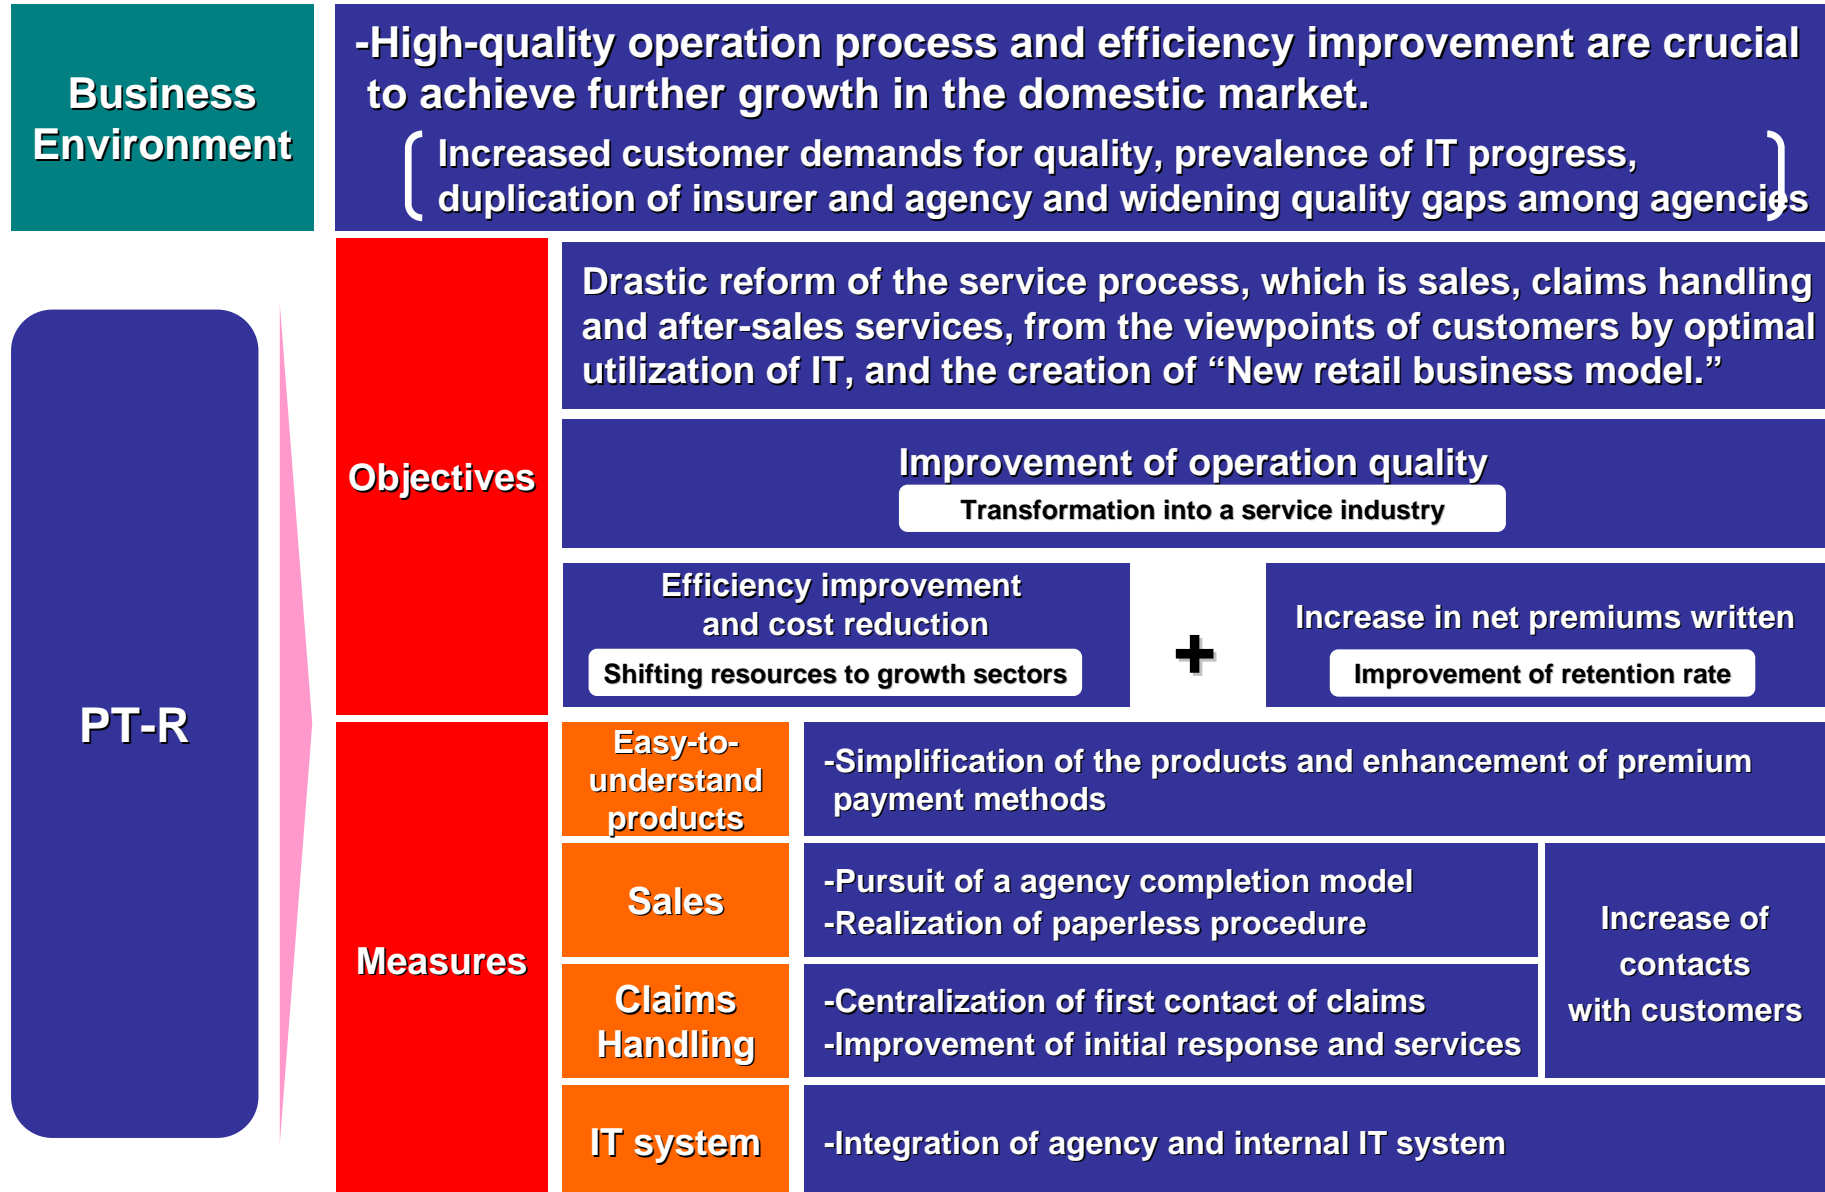 Business
Environment
-High-quality operation process and efficiency improvement are crucial
to achieve further growth in the domestic market.
Increased customer demands for quality, prevalence of IT progress,
duplication of insurer and agency and widening quality gaps among agencies
PT-R
Objectives
Drastic reform of the service process, which is sales, claims handling
and after-sales services, from the viewpoints of customers by optimal
utilization of IT, and the creation of “New retail business model.”
Improvement of operation quality
Transformation into a service industry
Efficiency improvement
and cost reduction
Shifting resources to growth sectors
+
Increase in net premiums written
Improvement of retention rate
Measures
Easy-to-
understand
products
-Simplification of the products and enhancement of premium
payment methods
Sales
-Pursuit of a agency completion model
-Realization of paperless procedure
Claims
Handling
-Centralization of first contact of claims
-Improvement of initial response and services
Increase of
contacts
with customers
IT system
-Integration of agency and internal IT system